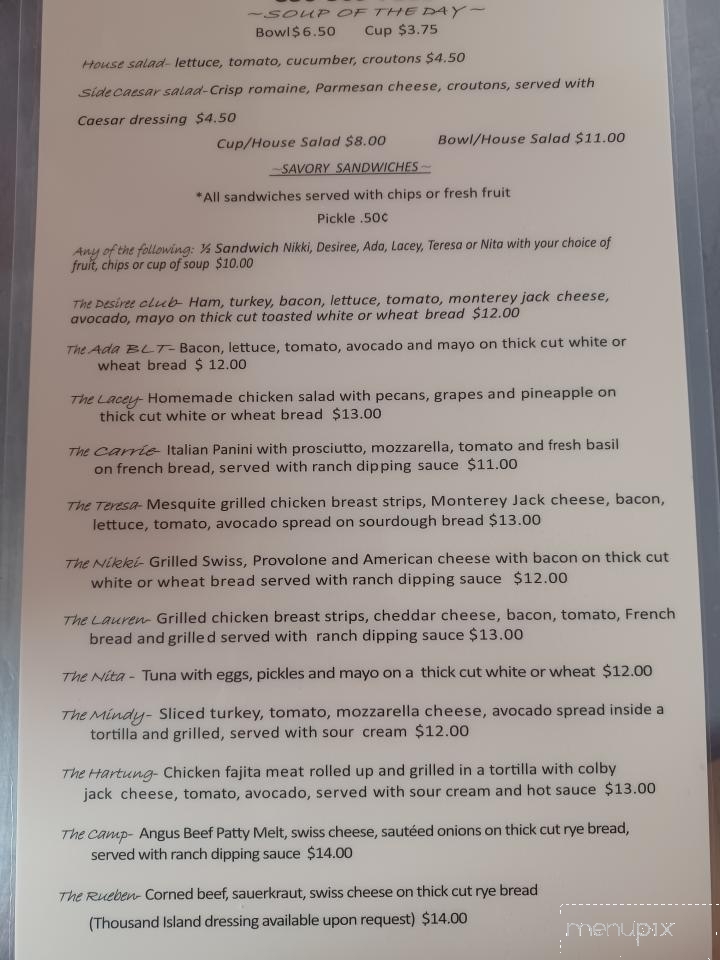 ~SOUP OF THE DAY~
Bowl$6.50 Cup $3.75
House salad- lettuce, tomato, cucumber, croutons $4.50
Side Caesar salad-Crisp romaine, Parmesan cheese, croutons, served with
Caesar dressing $4.50
Cup/House Salad $8.00 Bowl/House Salad $11.00
~SAVORY SANDWICHES~
*All sandwiches served with chips or fresh fruit
Pickle .50¢
Any of the following: ½ Sandwich Nikki, Desiree, Ada, Lacey, Teresa or Nita with your choice of
fruit, chips or cup of soup $10.00
The Desiree club- Ham, turkey, bacon, lettuce, tomato, monterey jack cheese,
avocado, mayo on thick cut toasted white or wheat bread $12.00
The Ada BLT- Bacon, lettuce, tomato, avocado and mayo on thick cut white or
wheat bread $ 12.00
The Lacey- Homemade chicken salad with pecans, grapes and pineapple on
thick cut white or wheat bread $13.00
The Carrie- Italian Panini with prosciutto, mozzarella, tomato and fresh basil
on french bread, served with ranch dipping sauce $11.00
The Teresa- Mesquite grilled chicken breast strips, Monterey Jack cheese, bacon,
lettuce, tomato, avocado spread on sourdough bread $13.00
The Nikki- Grilled Swiss, Provolone and American cheese with bacon on thick cut
white or wheat bread served with ranch dipping sauce $12.00
The Lauren- Grilled chicken breast strips, cheddar cheese, bacon, tomato, French
bread and grilled served with ranch dipping sauce $13.00
The Nita - Tuna with eggs, pickles and mayo on a thick cut white or wheat $12.00
The Mindy- Sliced turkey, tomato, mozzarella cheese, avocado spread inside a
tortilla and grilled, served with sour cream $12.00
The Hartung- Chicken fajita meat rolled up and grilled in a tortilla with colby
jack cheese, tomato, avocado, served with sour cream and hot sauce $13.00
The Camp- Angus Beef Patty Melt, swiss cheese, sautéed onions on thick cut rye bread,
served with ranch dipping sauce $14.00
The Rueben- Corned beef, sauerkraut, swiss cheese on thick cut rye bread
(Thousand Island dressing available upon request) $14.00
menupix